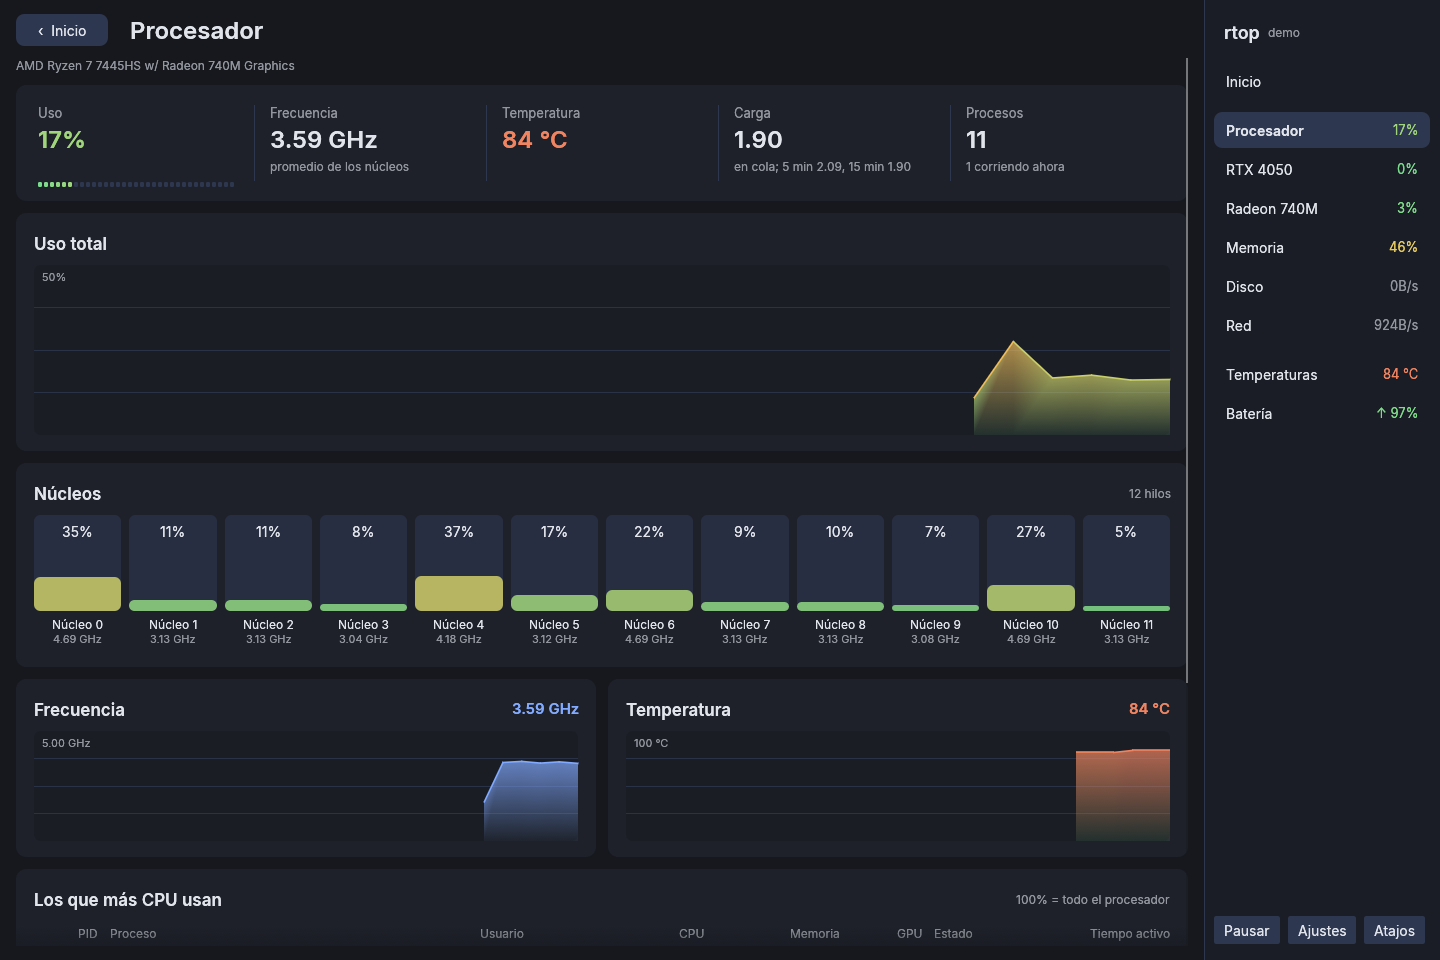 ‹ Inicio
Procesador
AMD Ryzen 7 7445HS w/ Radeon 740M Graphics
Uso
17%
Frecuencia
3.59 GHz
promedio de los núcleos
Temperatura
84 °C
Carga
1.90
en cola; 5 min 2.09, 15 min 1.91
Procesos
11
1 corriendo ahora
Uso total
50%
Núcleos
12 hilos
35% 11% 11% 8% 37% 17% 22% 9% 10% 7% 27% 5%
Núcleo 0 Núcleo 1 Núcleo 2 Núcleo 3 Núcleo 4 Núcleo 5 Núcleo 6 Núcleo 7 Núcleo 8 Núcleo 9 Núcleo 10 Núcleo 11
4.69 GHz 3.13 GHz 3.13 GHz 3.04 GHz 4.18 GHz 3.12 GHz 4.69 GHz 3.13 GHz 3.13 GHz 3.08 GHz 4.69 GHz 3.13 GHz
Frecuencia 3.59 GHz
5.00 GHz
Temperatura 84 °C
100 °C
Los que más CPU usan
100% = todo el procesador
PID Proceso Usuario CPU Memoria GPU Estado Tiempo activo
rtop demo
Inicio
Procesador 17%
RTX 4050 0%
Radeon 740M 3%
Memoria 46%
Disco 0B/s
Red 924B/s
Temperaturas 84 °C
Batería ↑ 97%
Pausar Ajustes Atajos